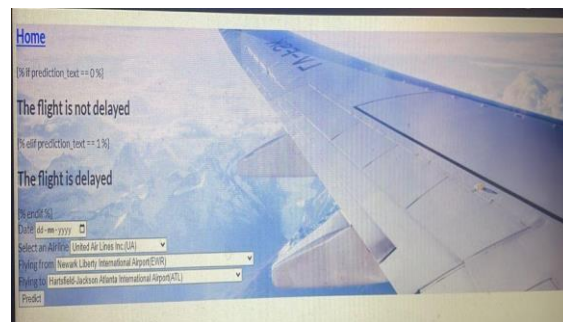 Home
[% if prediction_text == 0 %]
The flight is not delayed
[% elif prediction_text == 1 %]
The flight is delayed
[% endif %]
Date dd-mm-yyyy
Select an Airline United Air Lines Inc.(UA)
Flying from Newark Liberty International Airport(EWR)
Flying to Hartsfield-Jackson Atlanta International Airport(ATL)
Predict